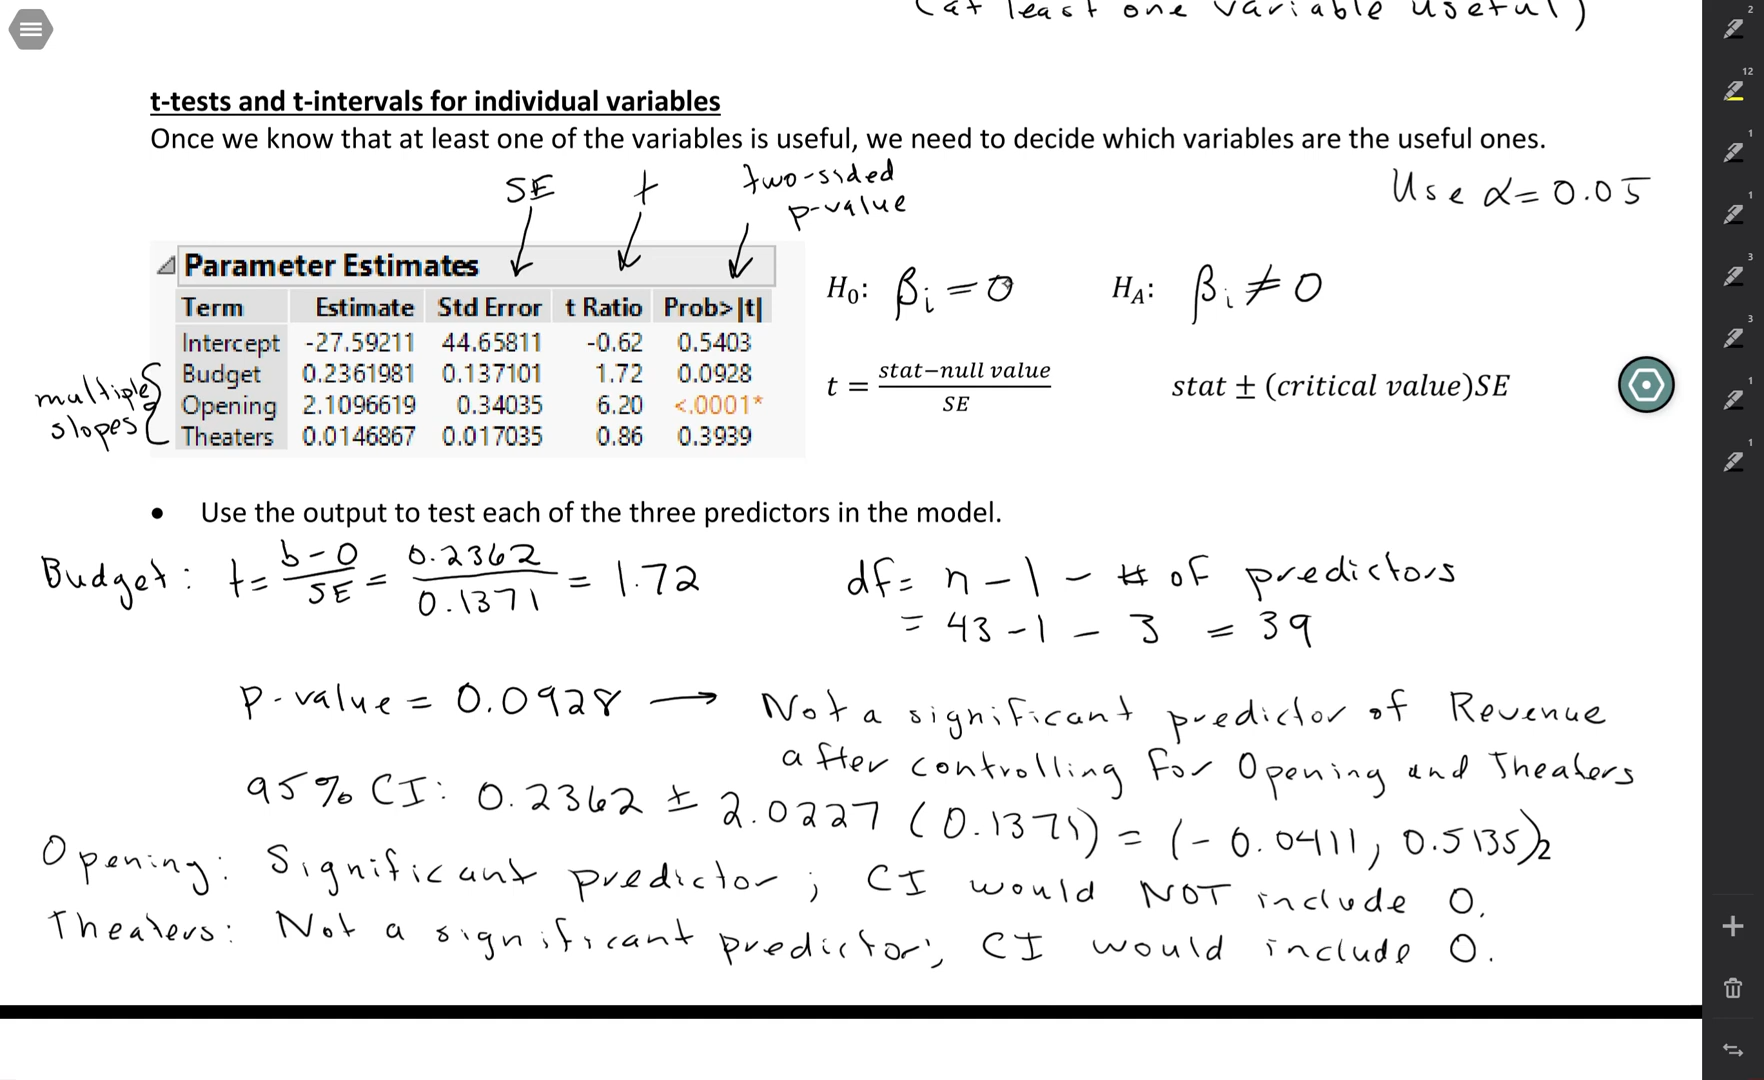 (at least one variable useful)
t-tests and t-intervals for individual variables
Once we know that at least one of the variables is useful, we need to decide which variables are the useful ones.
SE t two-sided p-value
Use α = 0.05
Parameter Estimates
Term Estimate Std Error t Ratio Prob>|t|
Intercept -27.59211 44.65811 -0.62 0.5403
Budget 0.2361981 0.137101 1.72 0.0928
Opening 2.1096619 0.34035 6.20 <.0001*
Theaters 0.0146867 0.017035 0.86 0.3939
multiple slopes
H0: βi = 0 HA: βi ≠ 0
t = stat−null value / SE stat ± (critical value)SE
• Use the output to test each of the three predictors in the model.
Budget: t = b-0 / SE = 0.2362 / 0.1371 = 1.72
df = n - 1 - # of predictors
= 43 - 1 - 3 = 39
p-value = 0.0928 → Not a significant predictor of Revenue
after controlling for Opening and Theaters
95% CI: 0.2362 ± 2.0227 (0.1371) = (-0.0411, 0.5135)
Opening: Significant predictor; CI would NOT include 0.
Theaters: Not a significant predictor; CI would include 0.
2
12
1
1
3
3
1
1